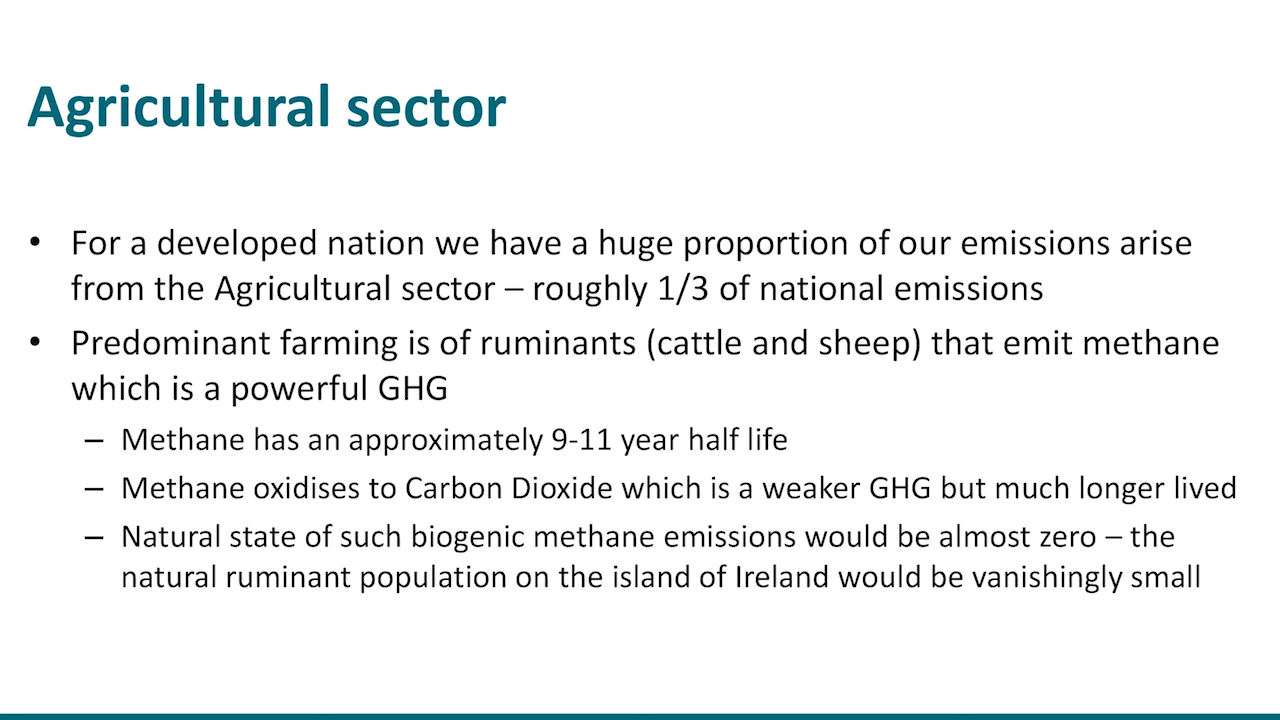 Agricultural sector
• For a developed nation we have a huge proportion of our emissions arise
from the Agricultural sector – roughly 1/3 of national emissions
• Predominant farming is of ruminants (cattle and sheep) that emit methane
which is a powerful GHG
– Methane has an approximately 9-11 year half life
– Methane oxidises to Carbon Dioxide which is a weaker GHG but much longer lived
– Natural state of such biogenic methane emissions would be almost zero – the
natural ruminant population on the island of Ireland would be vanishingly small